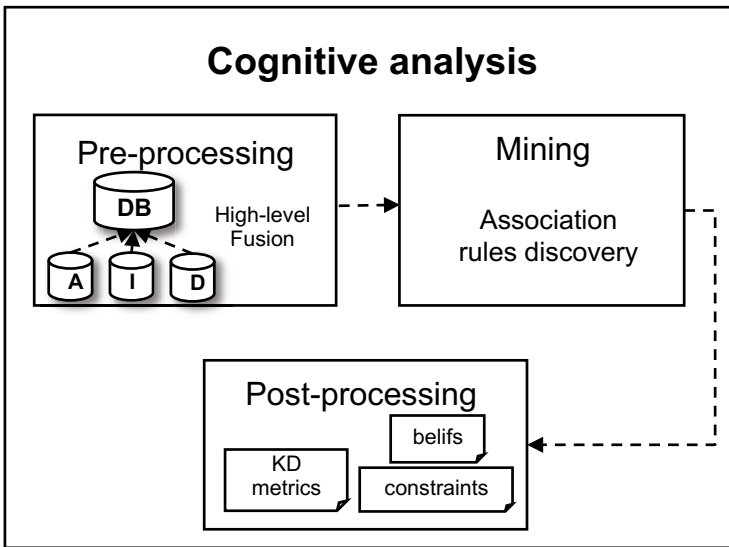 Cognitive analysis
Pre-processing
DB
High-level
Fusion
A
I
D
Mining
Association
rules discovery
Post-processing
KD
metrics
belifs
constraints